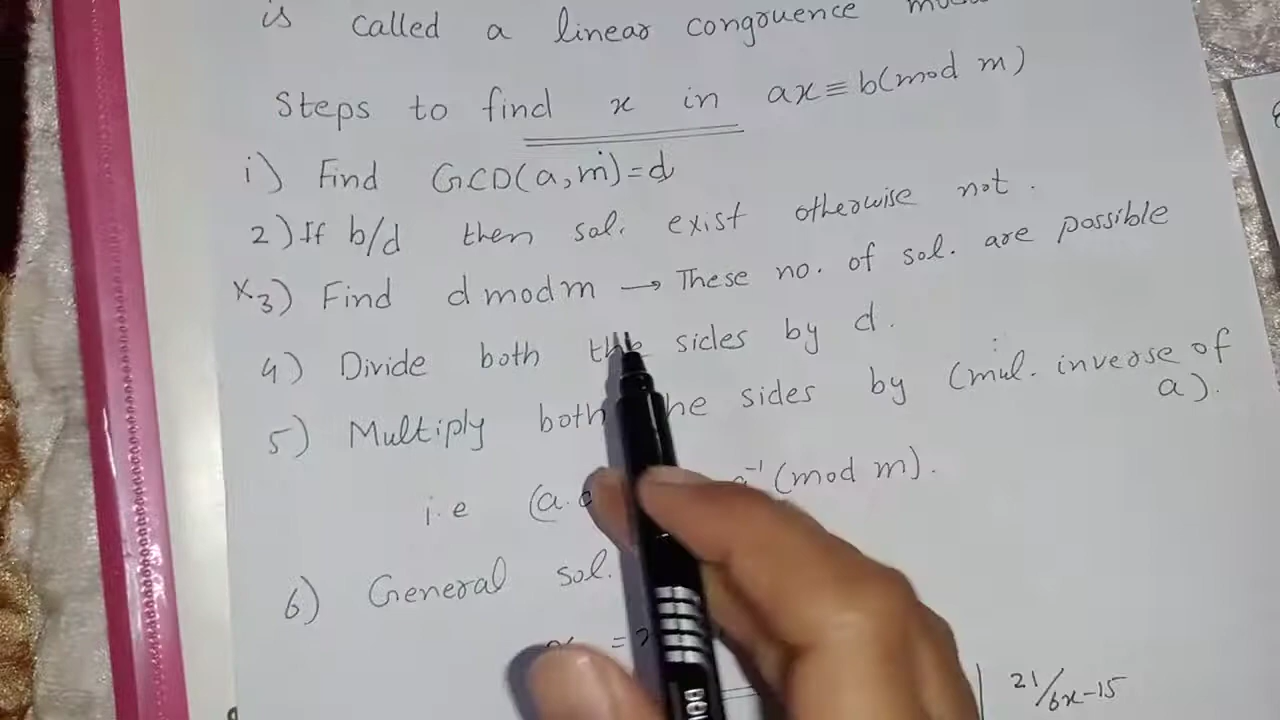 is called a linear congruence
Steps to find x in ax≡b(mod m)
i) Find GCD(a,m)=d
2) If b/d then sol. exist otherwise not.
x3) Find d mod m → These no. of sol. are possible
4) Divide both the sides by d.
5) Multiply both the sides by (mul. inverse of a).
i.e (a. a⁻¹ (mod m).
6) General sol.
21/6x-15